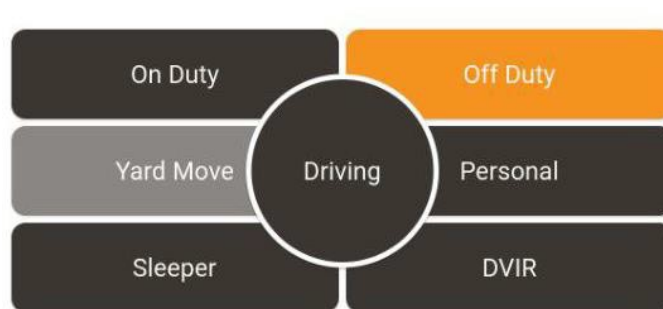 On Duty
Off Duty
Yard Move
Driving
Personal
Sleeper
DVIR